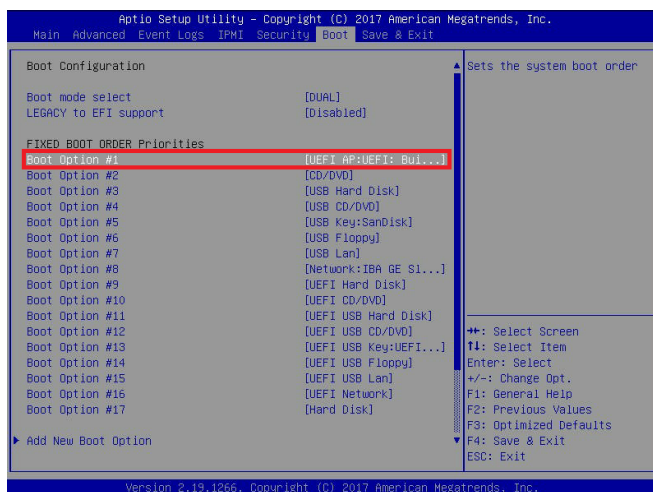 Aptio Setup Utility – Copyright (C) 2017 American Megatrends, Inc.
Main Advanced Event Logs IPMI Security Boot Save & Exit
Boot Configuration
Sets the system boot order
Boot mode select [DUAL]
LEGACY to EFI support [Disabled]
FIXED BOOT ORDER Priorities
Boot Option #1 [UEFI AP:UEFI: Bui...]
Boot Option #2 [CD/DVD]
Boot Option #3 [USB Hard Disk]
Boot Option #4 [USB CD/DVD]
Boot Option #5 [USB Key:SanDisk]
Boot Option #6 [USB Floppy]
Boot Option #7 [USB Lan]
Boot Option #8 [Network:IBA GE Sl...]
Boot Option #9 [UEFI Hard Disk]
Boot Option #10 [UEFI CD/DVD]
Boot Option #11 [UEFI USB Hard Disk]
Boot Option #12 [UEFI USB CD/DVD]
Boot Option #13 [UEFI USB Key:UEFI...]
Boot Option #14 [UEFI USB Floppy]
Boot Option #15 [UEFI USB Lan]
Boot Option #16 [UEFI Network]
Boot Option #17 [Hard Disk]
Add New Boot Option
→←: Select Screen
↑↓: Select Item
Enter: Select
+/-: Change Opt.
F1: General Help
F2: Previous Values
F3: Optimized Defaults
F4: Save & Exit
ESC: Exit
Version 2.19.1266. Copyright (C) 2017 American Megatrends, Inc.